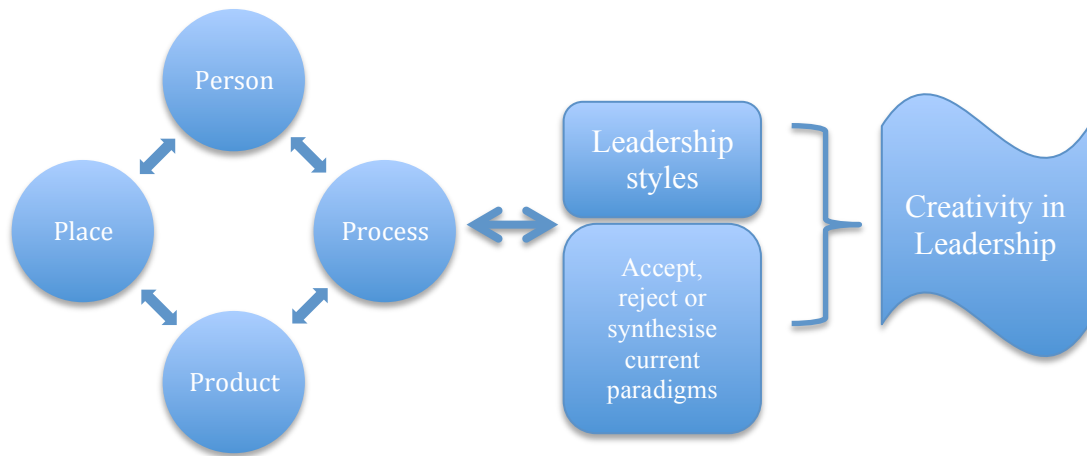 Person
Place
Process
Product
Leadership
styles
Accept,
reject or
synthesise
current
paradigms
Creativity in
Leadership